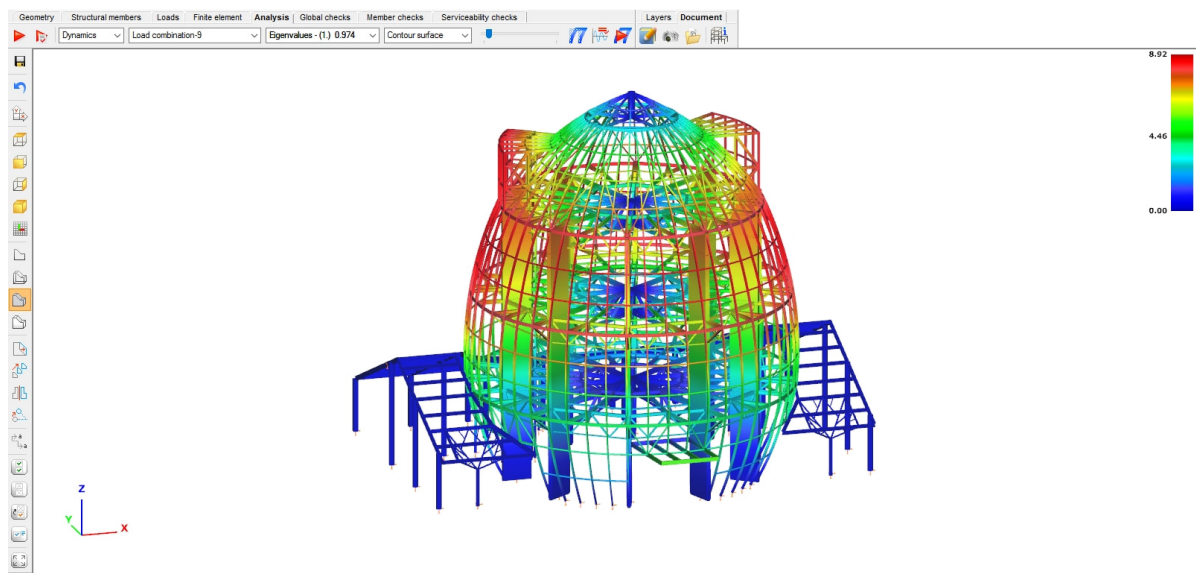 Geometry Structural members Loads Finite element Analysis Global checks Member checks Serviceability checks Layers Document
Dynamics Load combination-9 Eigenvalues - (1.) 0.974 Contour surface
8.92
4.46
0.00
Z
Y
X